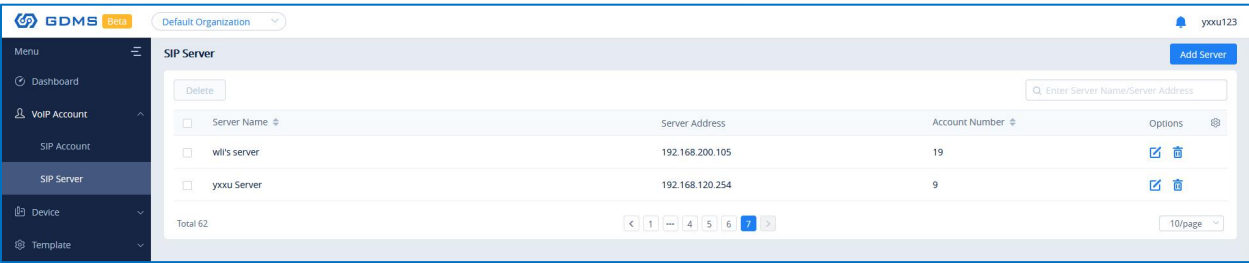 GDMS Beta Default Organization yxxu123
Menu SIP Server Add Server
Dashboard
Delete Enter Server Name/Server Address
VoIP Account Server Name Server Address Account Number Options
SIP Account wli's server 192.168.200.105 19
SIP Server yxxu Server 192.168.120.254 9
Device Total 62 1 ••• 4 5 6 7 10/page
Template